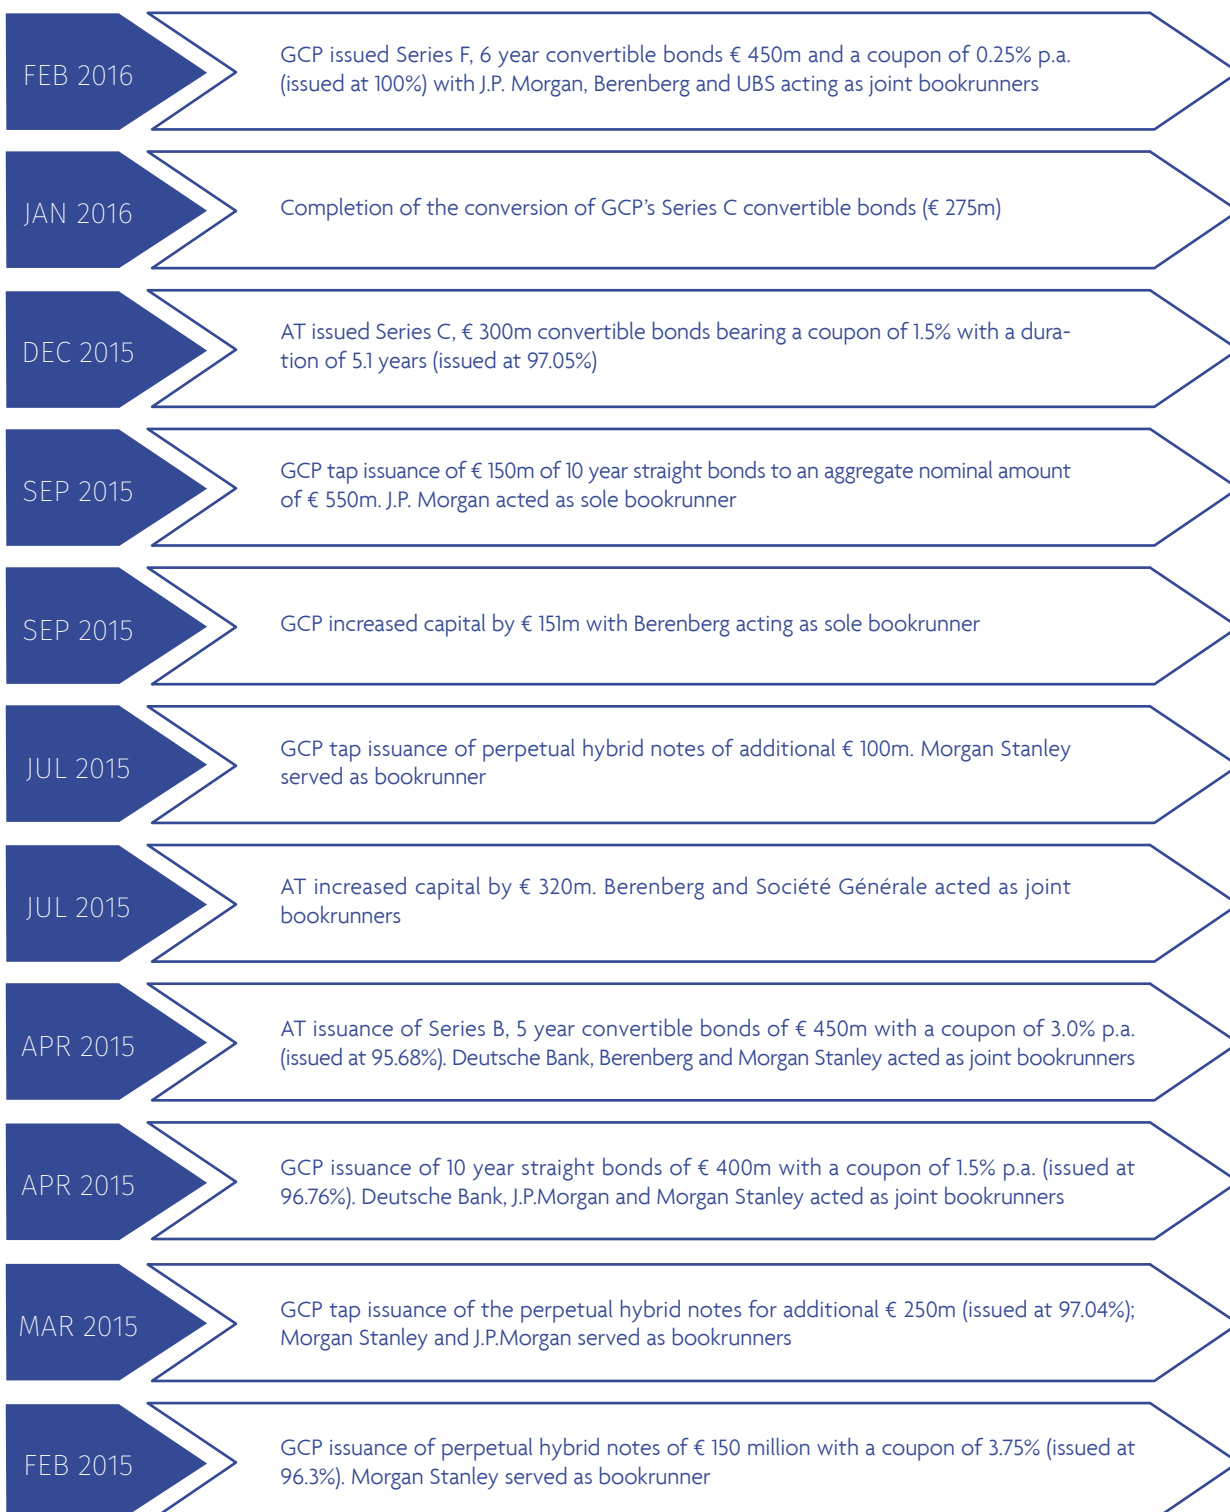 FEB 2016
GCP issued Series F, 6 year convertible bonds € 450m and a coupon of 0.25% p.a.
(issued at 100%) with J.P. Morgan, Berenberg and UBS acting as joint bookrunners
JAN 2016
Completion of the conversion of GCP’s Series C convertible bonds (€ 275m)
DEC 2015
AT issued Series C, € 300m convertible bonds bearing a coupon of 1.5% with a dura-
tion of 5.1 years (issued at 97.05%)
SEP 2015
GCP tap issuance of € 150m of 10 year straight bonds to an aggregate nominal amount
of € 550m. J.P. Morgan acted as sole bookrunner
SEP 2015
GCP increased capital by € 151m with Berenberg acting as sole bookrunner
JUL 2015
GCP tap issuance of perpetual hybrid notes of additional € 100m. Morgan Stanley
served as bookrunner
JUL 2015
AT increased capital by € 320m. Berenberg and Société Générale acted as joint
bookrunners
APR 2015
AT issuance of Series B, 5 year convertible bonds of € 450m with a coupon of 3.0% p.a.
(issued at 95.68%). Deutsche Bank, Berenberg and Morgan Stanley acted as joint bookrunners
APR 2015
GCP issuance of 10 year straight bonds of € 400m with a coupon of 1.5% p.a. (issued at
96.76%). Deutsche Bank, J.P.Morgan and Morgan Stanley acted as joint bookrunners
MAR 2015
GCP tap issuance of the perpetual hybrid notes for additional € 250m (issued at 97.04%);
Morgan Stanley and J.P.Morgan served as bookrunners
FEB 2015
GCP issuance of perpetual hybrid notes of € 150 million with a coupon of 3.75% (issued at
96.3%). Morgan Stanley served as bookrunner